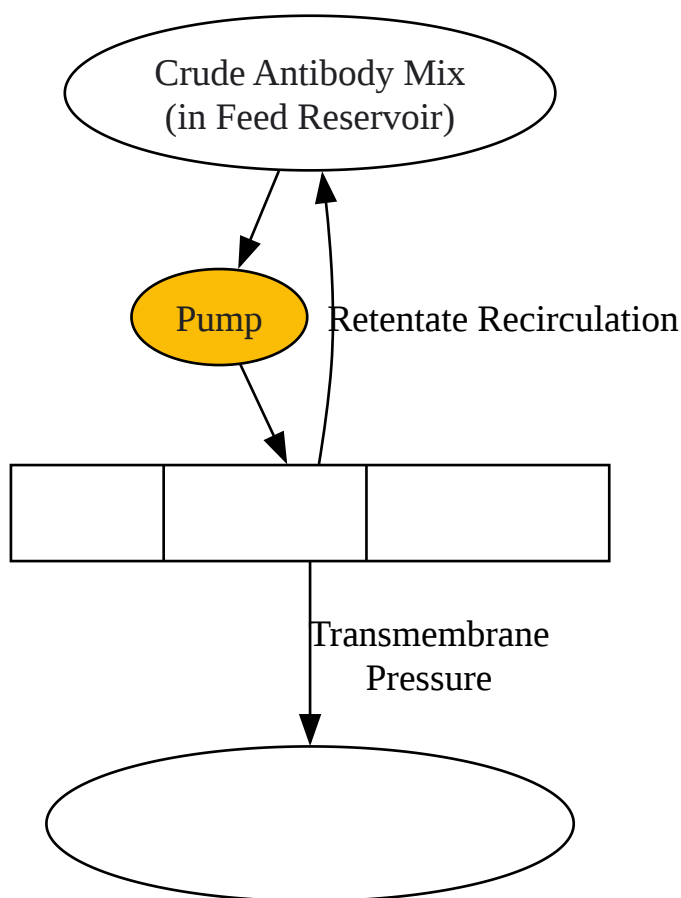 Crude Antibody Mix
(in Feed Reservoir)
Pump
Retentate Recirculation
Transmembrane
Pressure